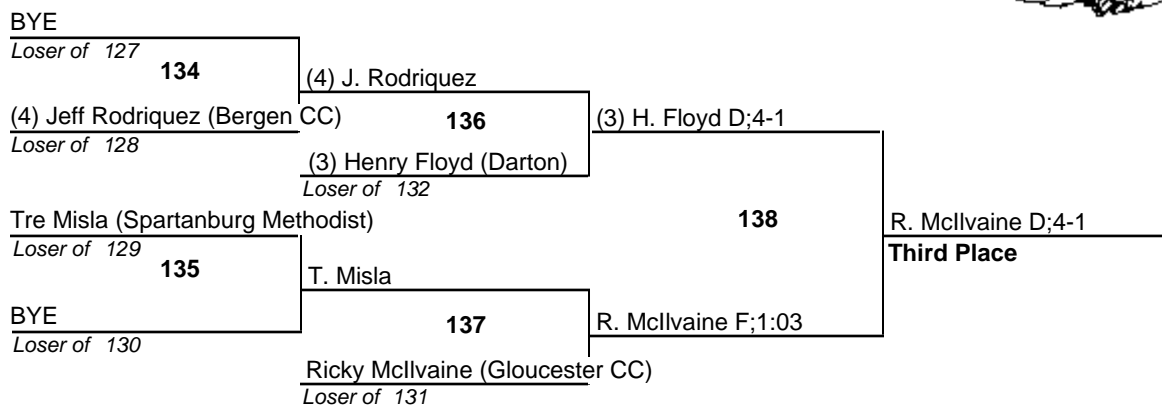 BYE
Loser of 127
134
(4) J. Rodriquez
(4) Jeff Rodriquez (Bergen CC)
Loser of 128
136
(3) H. Floyd D;4-1
(3) Henry Floyd (Darton)
Loser of 132
Tre Misla (Spartanburg Methodist)
Loser of 129
135
138
R. McIlvaine D;4-1
Third Place
T. Misla
BYE
Loser of 130
137
R. McIlvaine F;1:03
Ricky McIlvaine (Gloucester CC)
Loser of 131